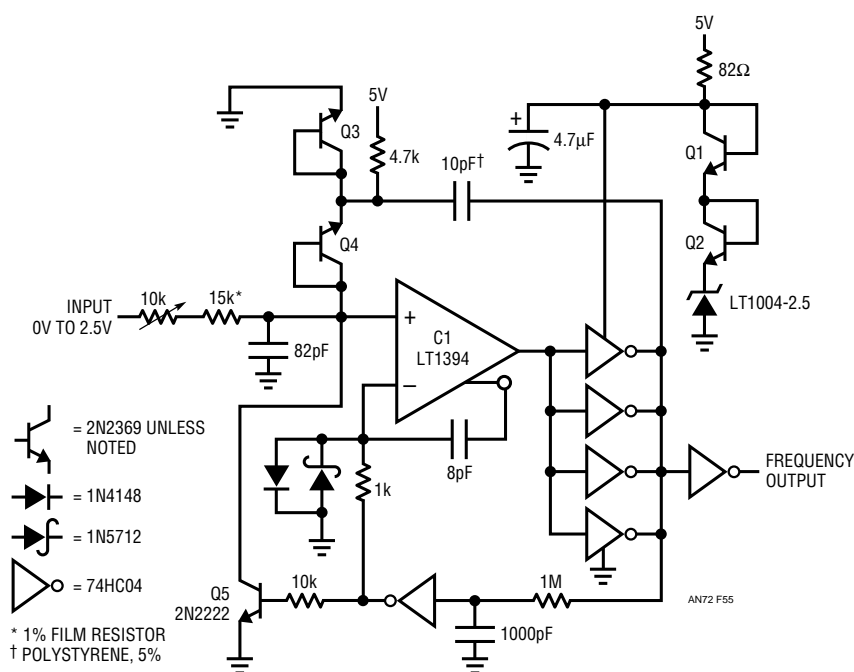 5V
82Ω
Q3
5V
+
4.7µF
Q1
4.7k
10pF†
Q4
Q2
10k
15k*
INPUT
0V TO 2.5V
+
C1
LT1394
–
LT1004-2.5
82pF
= 2N2369 UNLESS
NOTED
8pF
FREQUENCY
OUTPUT
= 1N4148
1k
= 1N5712
Q5
2N2222
10k
1M
= 74HC04
AN72 F55
1000pF
* 1% FILM RESISTOR
† POLYSTYRENE, 5%